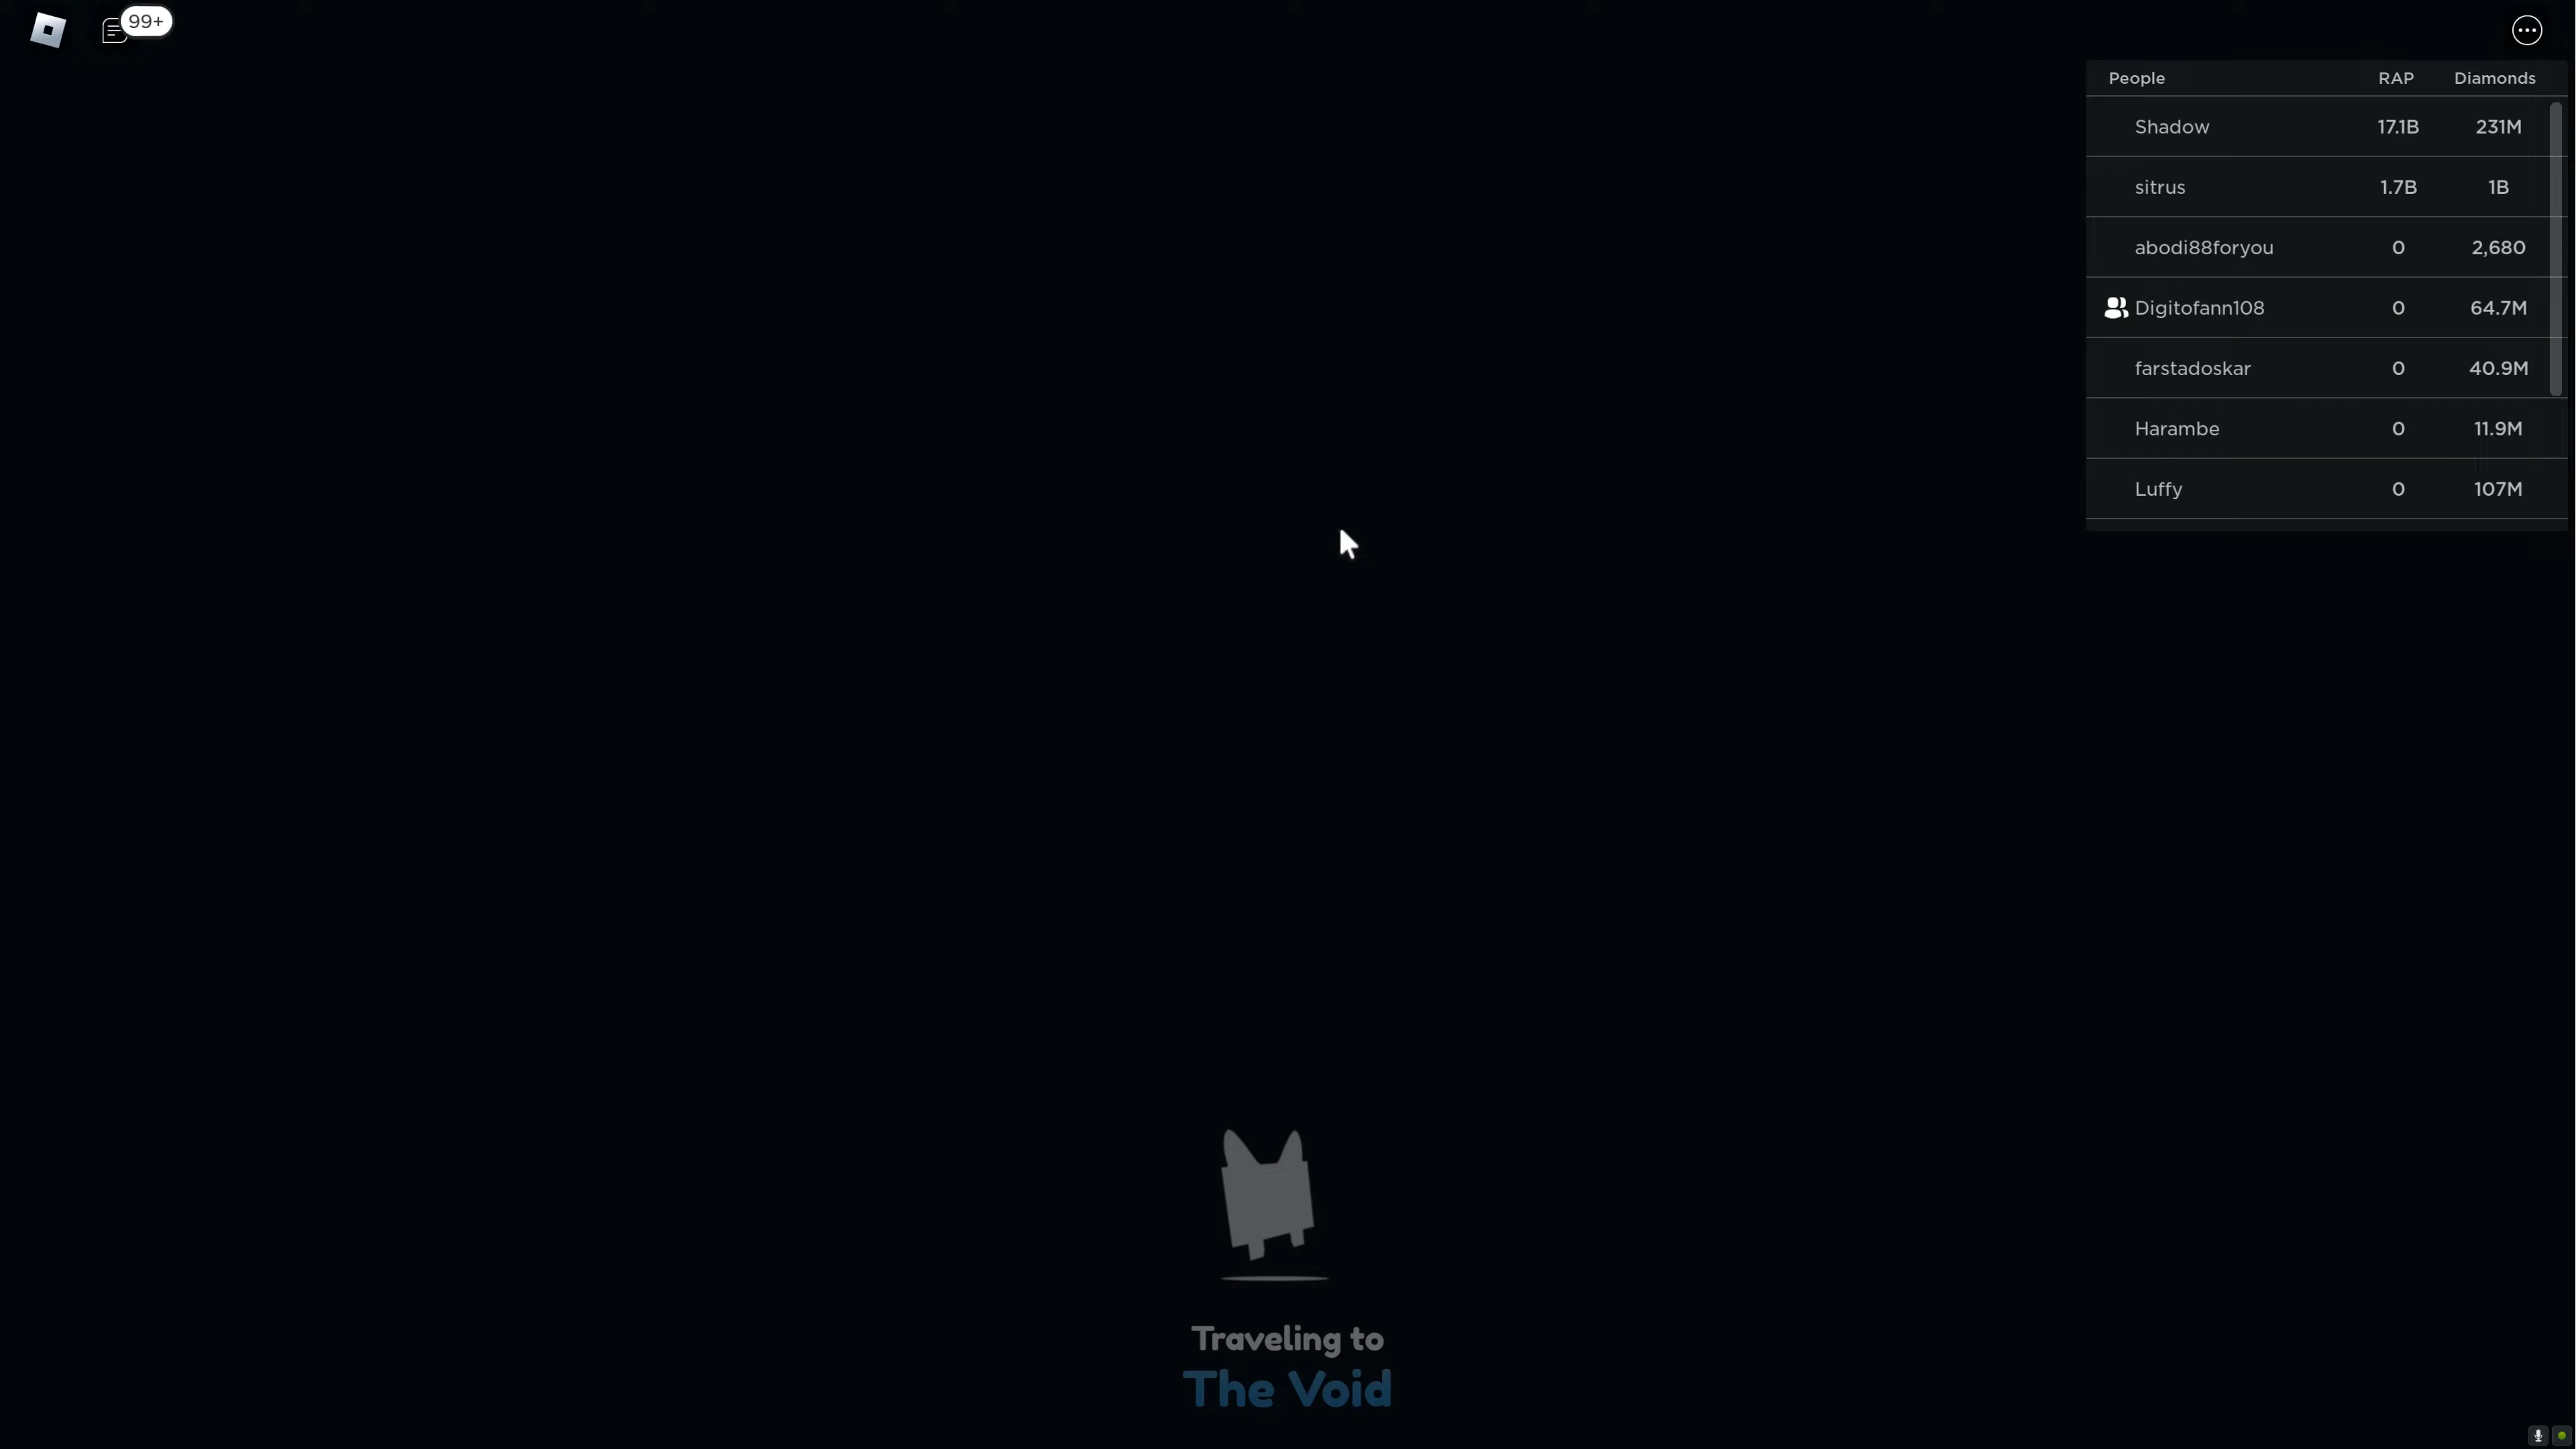 99+
People RAP Diamonds
Shadow 17.1B 231M
sitrus 1.7B 1B
abodi88foryou 0 2,680
Digitofann108 0 64.7M
farstadoskar 0 40.9M
Harambe 0 11.9M
Luffy 0 107M
Traveling to
The Void